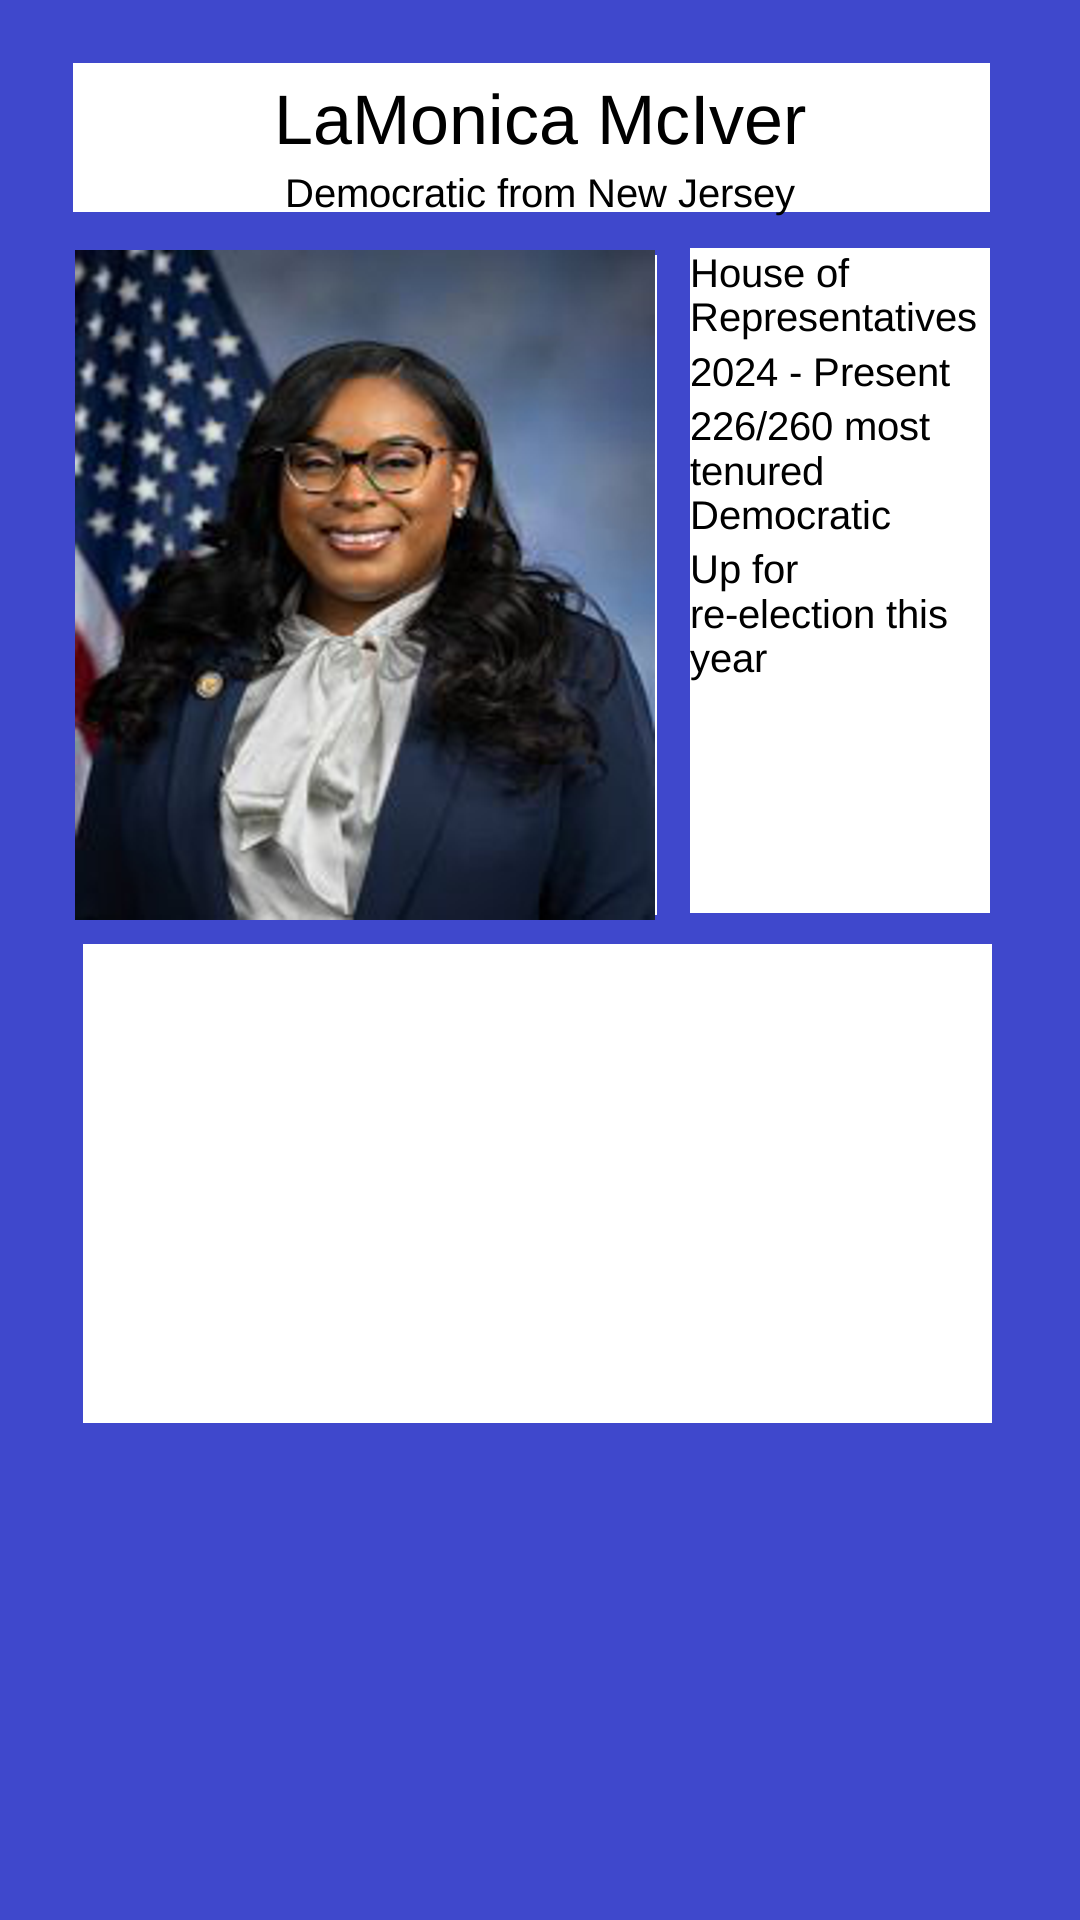 LaMonica McIver
Democratic from New Jersey
House of
Representatives
2024 - Present
226/260 most
tenured
Democratic
Up for
re-election this
year